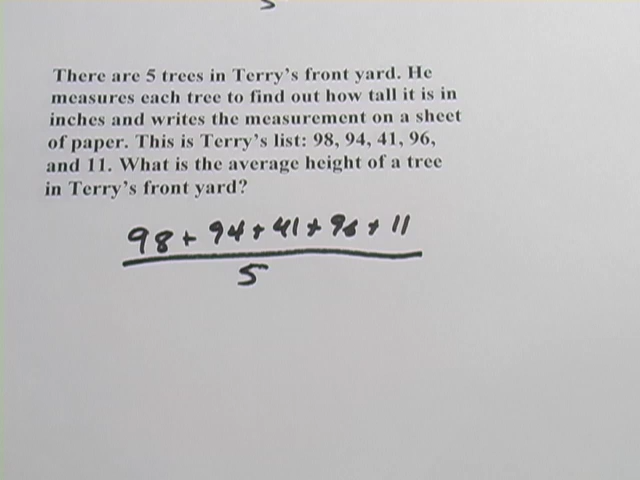 There are 5 trees in Terry's front yard. He
measures each tree to find out how tall it is in
inches and writes the measurement on a sheet
of paper. This is Terry's list: 98, 94, 41, 96,
and 11. What is the average height of a tree
in Terry's front yard?
98 + 94 + 41 + 96 + 11
5